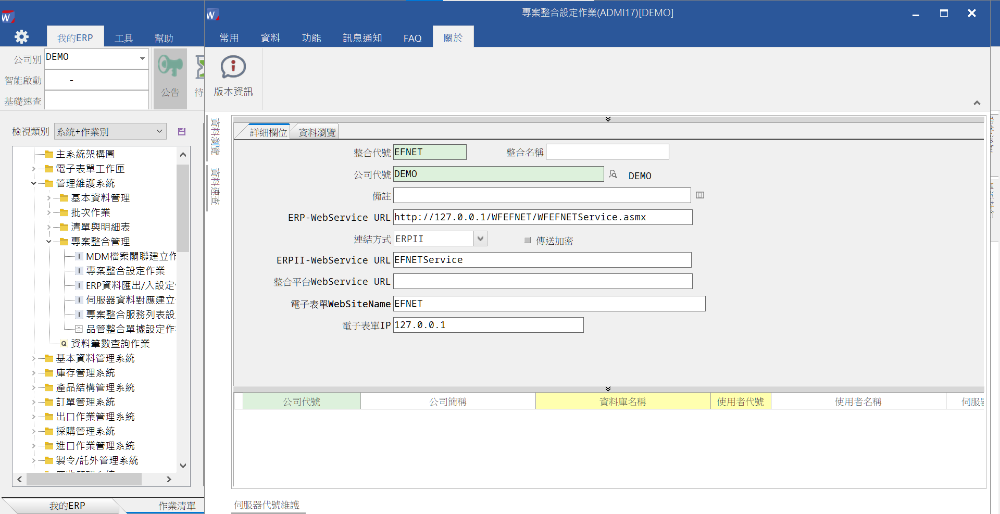 專案整合設定作業(ADMI17)[DEMO]
我的ERP
工具
幫助
常用
資料
功能
訊息通知
FAQ
關於
公司別
DEMO
智能啟動
-
基礎速查
公告
待
版本資訊
檢視類別
系統+作業別
主系統架構圖
電子表單工作匣
管理維護系統
基本資料管理
批次作業
清單與明細表
專案整合管理
MDM檔案關聯建立作
專案整合設定作業
ERP資料匯出/入設定
伺服器資料對應建立
專案整合服務列表設
品管整合單據設定作
資料筆數查詢作業
基本資料管理系統
庫存管理系統
產品結構管理系統
訂單管理系統
出口作業管理系統
採購管理系統
進口作業管理系統
製令/託外管理系統
我的ERP
作業清單
資料瀏覽
資料速查
詳細欄位
資料瀏覽
整合代號
EFNET
整合名稱
公司代號
DEMO
DEMO
備註
ERP-WebService URL
http://127.0.0.1/WFEFNET/WFEFNETService.asmx
連結方式
ERPII
傳送加密
ERPII-WebService URL
EFNETService
整合平台WebService URL
電子表單WebSiteName
EFNET
電子表單IP
127.0.0.1
公司代號
公司簡稱
資料庫名稱
使用者代號
使用者名稱
伺服
伺服器代號維護